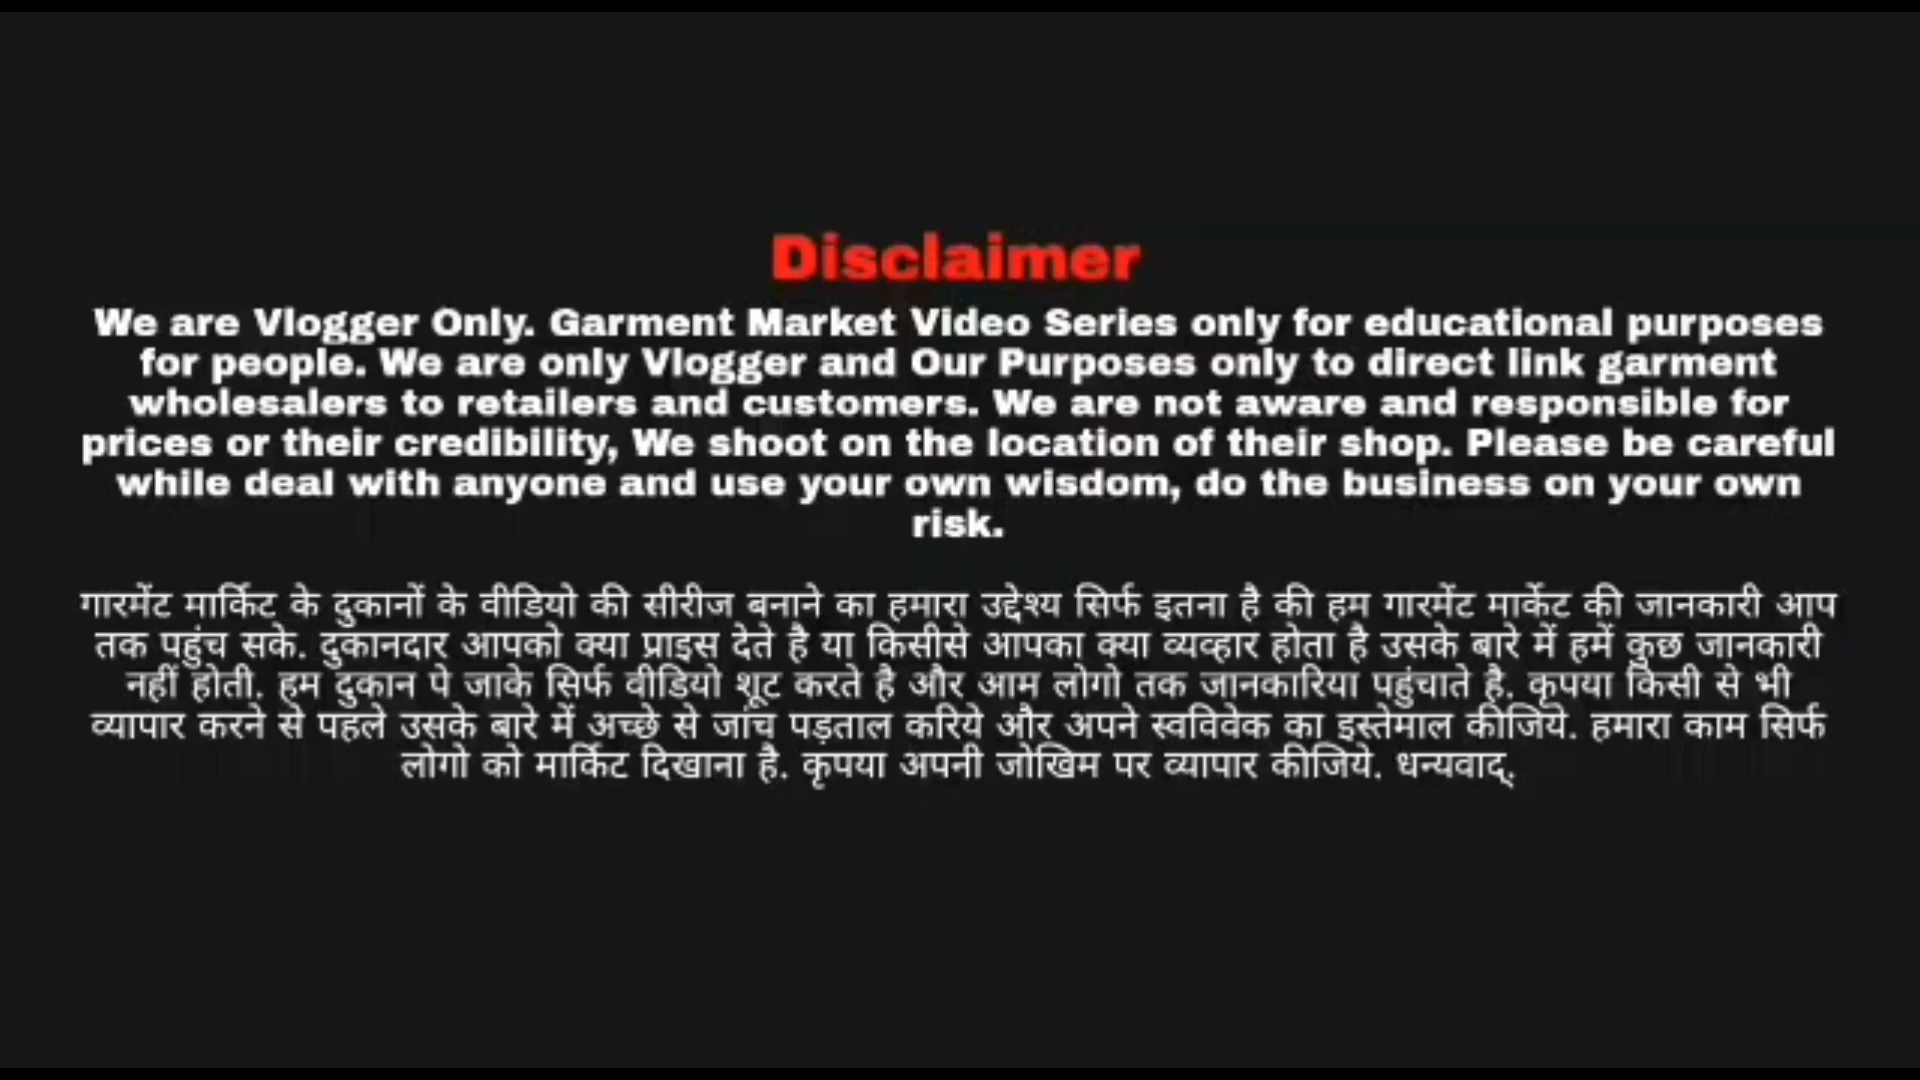 Disclaimer
We are Vlogger Only. Garment Market Video Series only for educational purposes
for people. We are only Vlogger and Our Purposes only to direct link garment
wholesalers to retailers and customers. We are not aware and responsible for
prices or their credibility, We shoot on the location of their shop. Please be careful
while deal with anyone and use your own wisdom, do the business on your own
risk.
गारमेंट मार्किट के दुकानों के वीडियो की सीरीज बनाने का हमारा उद्देश्य सिर्फ इतना है की हम गारमेंट मार्केट की जानकारी आप
तक पहुंच सके. दुकानदार आपको क्या प्राइस देते है या किसीसे आपका क्या व्यव्हार होता है उसके बारे में हमें कुछ जानकारी
नहीं होती. हम दुकान पे जाके सिर्फ वीडियो शूट करते है और आम लोगो तक जानकारिया पहुंचाते है. कृपया किसी से भी
व्यापार करने से पहले उसके बारे में अच्छे से जांच पड़ताल करिये और अपने स्वविवेक का इस्तेमाल कीजिये. हमारा काम सिर्फ
लोगो को मार्किट दिखाना है. कृपया अपनी जोखिम पर व्यापार कीजिये. धन्यवाद्.